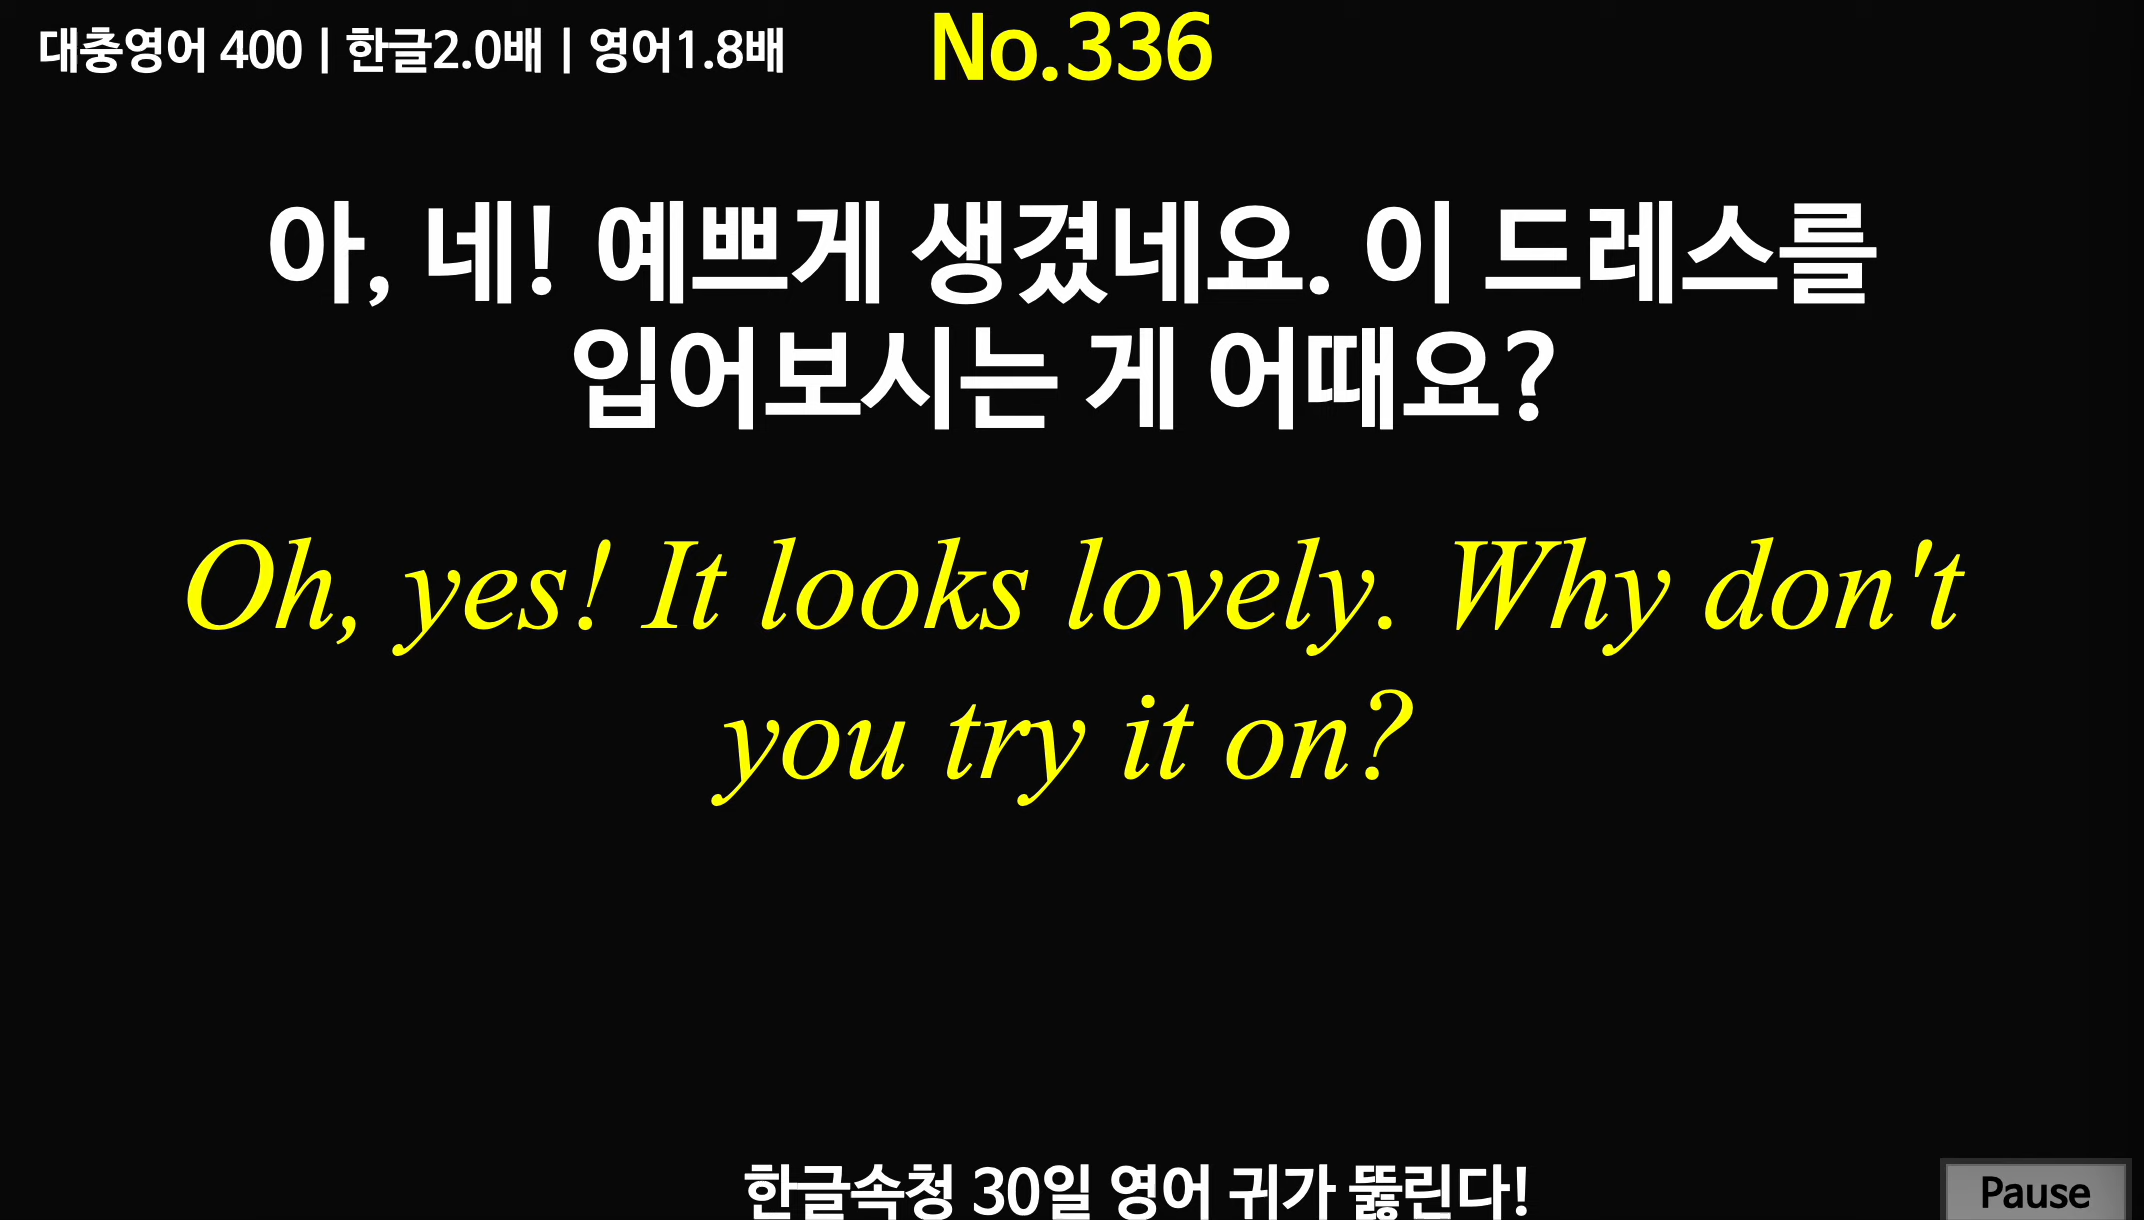 대충영어 400 | 한글2.0배 | 영어1.8배
No.336
아, 네! 예쁘게 생겼네요. 이 드레스를
입어보시는 게 어때요?
Oh, yes! It looks lovely. Why don't
you try it on?
한글속청 30일 영어 귀가 뚫린다!
Pause